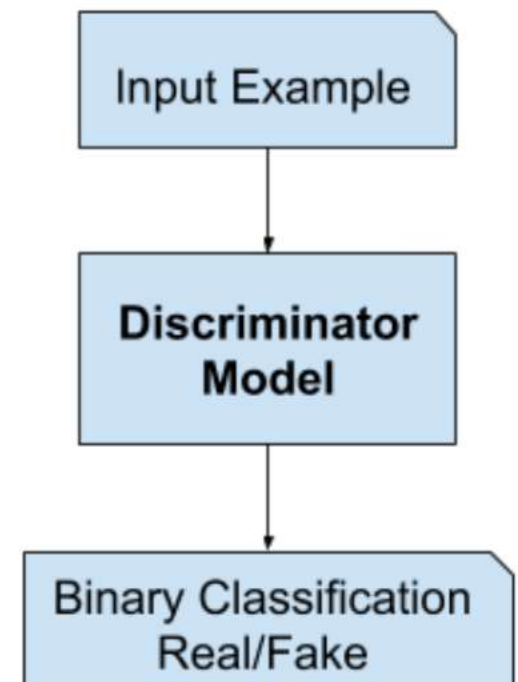 Input Example
Discriminator
Model
Binary Classification
Real/Fake